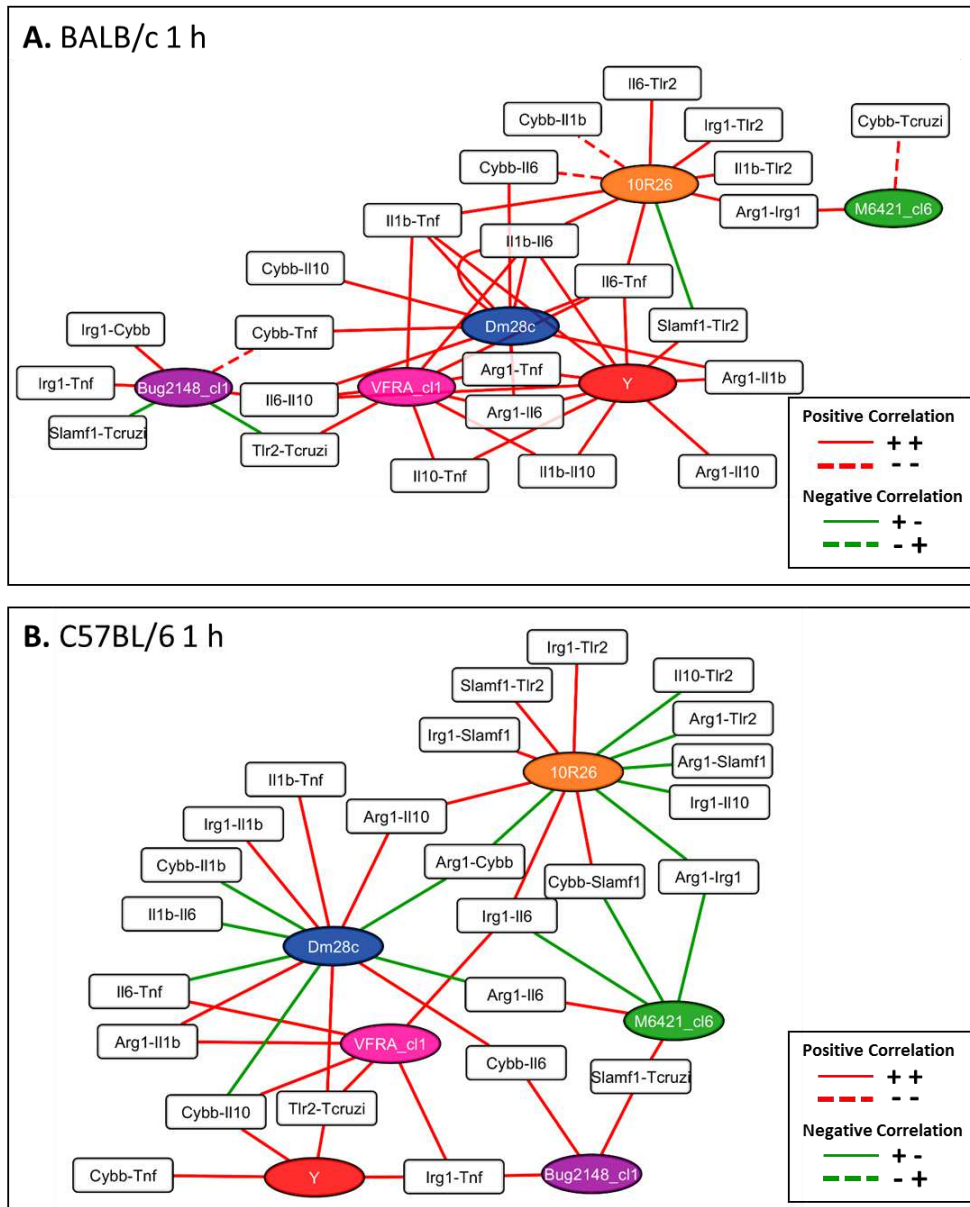 A. BALB/c 1 h
Il6-Tlr2
Cybb-Il1b
Irg1-Tlr2
Cybb-Tcruzi
Cybb-Il6
Il1b-Tlr2
10R26
Arg1-Irg1
M6421_cl6
Il1b-Tnf
Il1b-Il6
Cybb-Il10
Il6-Tnf
Irg1-Cybb
Cybb-Tnf
Dm28c
Slamf1-Tlr2
Irg1-Tnf
Bug2148_cl1
VFRA_cl1
Arg1-Tnf
Y
Arg1-Il1b
Il6-Il10
Arg1-Il6
Slamf1-Tcruzi
Tlr2-Tcruzi
Il10-Tnf
Il1b-Il10
Arg1-Il10
Positive Correlation
+ +
- -
Negative Correlation
+ -
- +
B. C57BL/6 1 h
Irg1-Tlr2
Slamf1-Tlr2
Il10-Tlr2
Irg1-Slamf1
Arg1-Tlr2
Arg1-Slamf1
10R26
Il1b-Tnf
Irg1-Il10
Irg1-Il1b
Arg1-Il10
Cybb-Il1b
Arg1-Cybb
Cybb-Slamf1
Arg1-Irg1
Il1b-Il6
Irg1-Il6
Dm28c
Il6-Tnf
Arg1-Il6
M6421_cl6
Arg1-Il1b
VFRA_cl1
Cybb-Il6
Slamf1-Tcruzi
Cybb-Il10
Tlr2-Tcruzi
Cybb-Tnf
Y
Irg1-Tnf
Bug2148_cl1
Positive Correlation
+ +
- -
Negative Correlation
+ -
- +